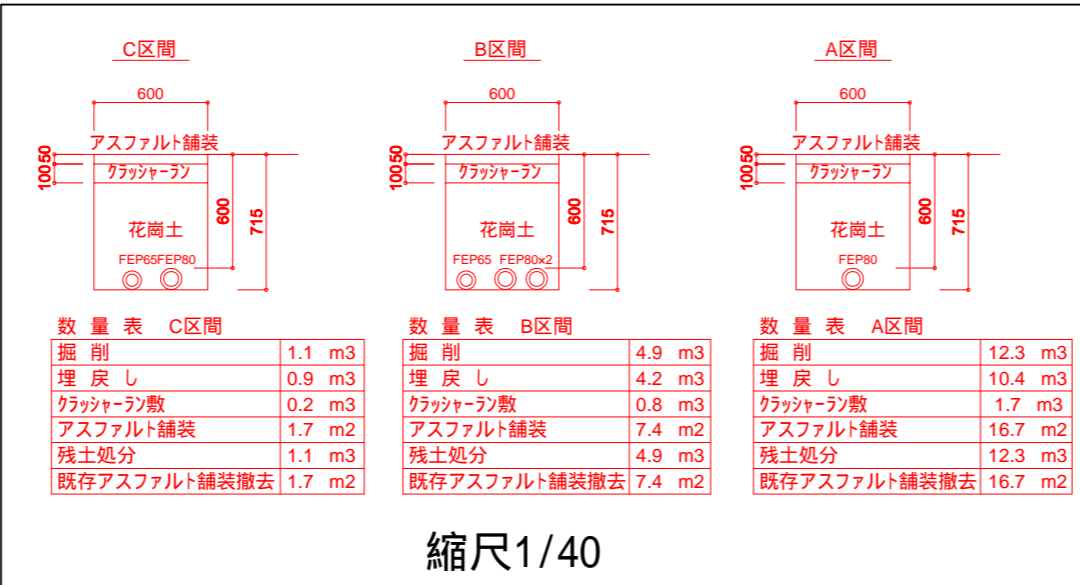 C区間
600
アスファルト舗装
クラッシャーラン
50
100
花崗土
600
715
FEP65FEP80
数 量 表 C区間
掘 削 1.1 m3
埋 戻 し 0.9 m3
クラッシャーラン敷 0.2 m3
アスファルト舗装 1.7 m2
残土処分 1.1 m3
既存アスファルト舗装撤去 1.7 m2
B区間
600
アスファルト舗装
クラッシャーラン
50
100
花崗土
600
715
FEP65 FEP80×2
数 量 表 B区間
掘 削 4.9 m3
埋 戻 し 4.2 m3
クラッシャーラン敷 0.8 m3
アスファルト舗装 7.4 m2
残土処分 4.9 m3
既存アスファルト舗装撤去 7.4 m2
A区間
600
アスファルト舗装
クラッシャーラン
50
100
花崗土
600
715
FEP80
数 量 表 A区間
掘 削 12.3 m3
埋 戻 し 10.4 m3
クラッシャーラン敷 1.7 m3
アスファルト舗装 16.7 m2
残土処分 12.3 m3
既存アスファルト舗装撤去 16.7 m2
縮尺1/40